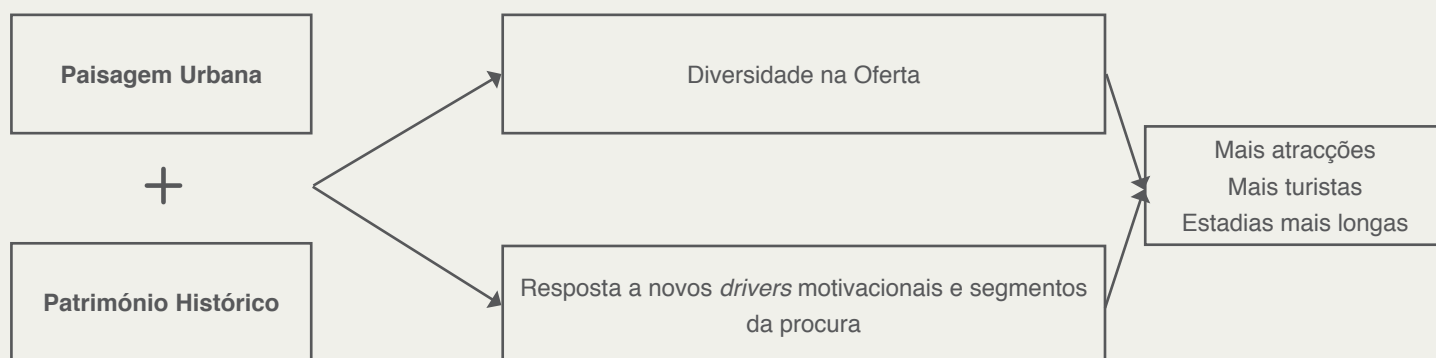 Paisagem Urbana
+
Património Histórico
Diversidade na Oferta
Resposta a novos drivers motivacionais e segmentos
da procura
Mais atracções
Mais turistas
Estadias mais longas